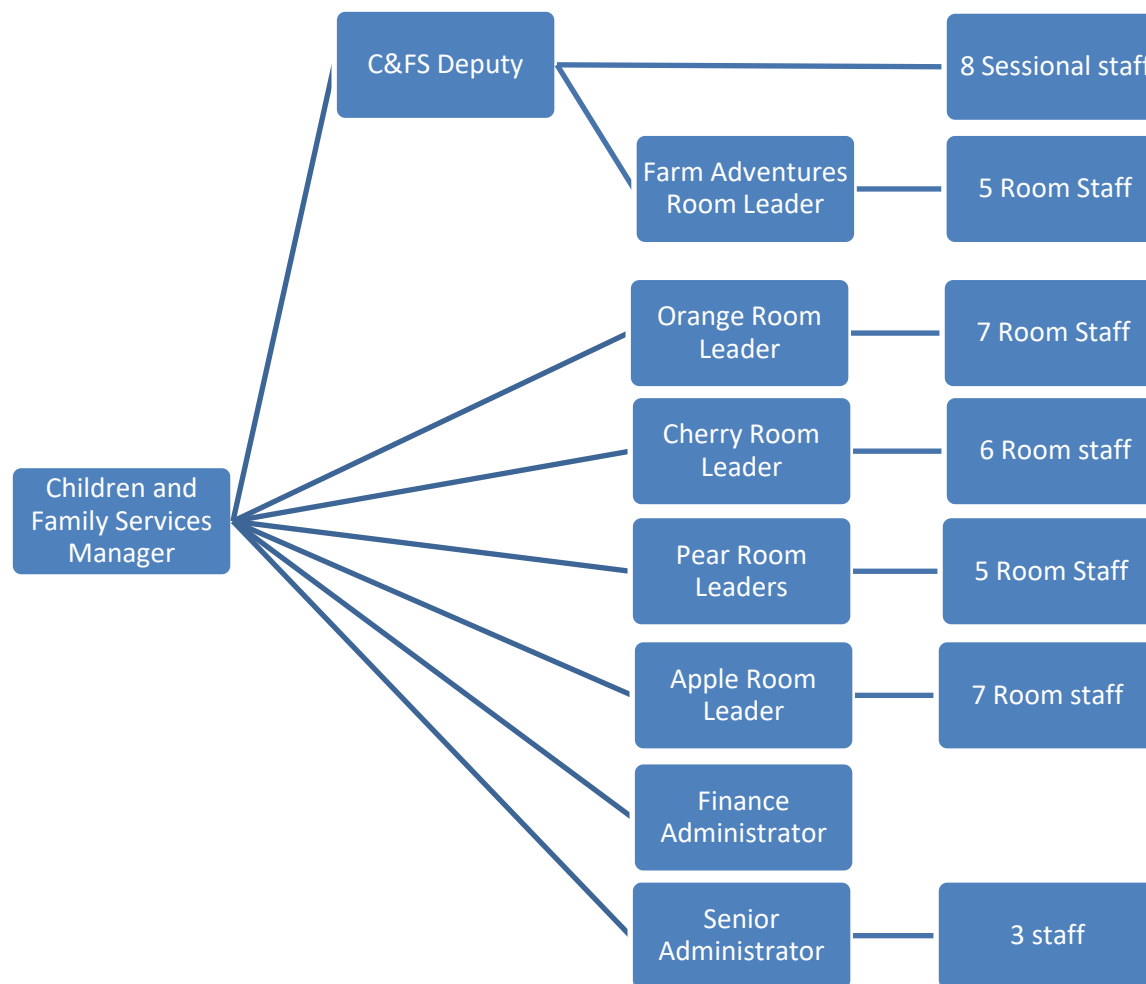 C&FS Deputy
8 Sessional staff
Farm Adventures
Room Leader
5 Room Staff
Orange Room
Leader
7 Room Staff
Cherry Room
Leader
6 Room staff
Children and
Family Services
Manager
Pear Room
Leaders
5 Room Staff
Apple Room
Leader
7 Room staff
Finance
Administrator
Senior
Administrator
3 staff